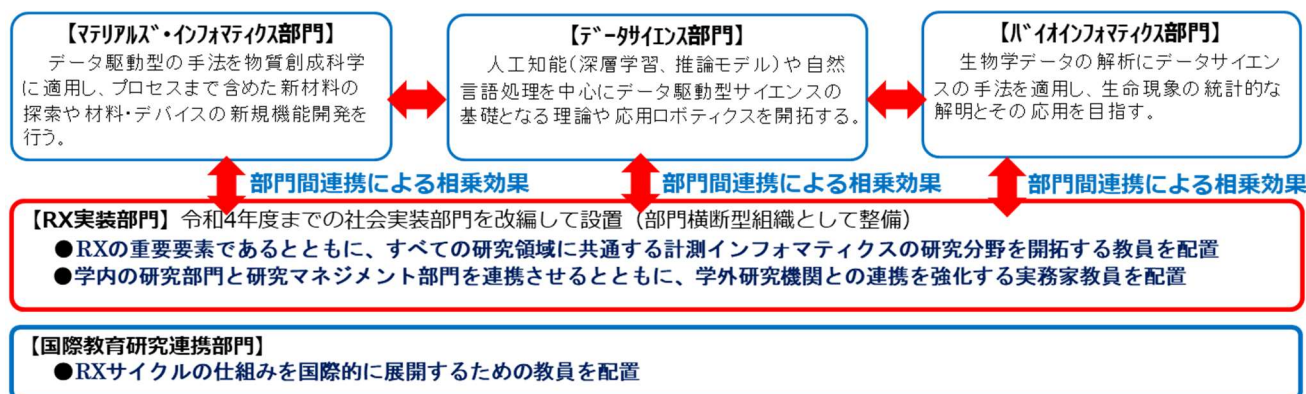 【ﾏﾃﾘｱﾙｽﾞ・ｲﾝﾌｫﾏﾃｨｸｽ部門】
データ駆動型の手法を物質創成科学
に適用し、プロセスまで含めた新材料の
探索や材料・デバイスの新規機能開発を
行う。
【ﾃﾞｰﾀｻｲｴﾝｽ部門】
人工知能（深層学習、推論モデル）や自然
言語処理を中心にデータ駆動型サイエンスの
基礎となる理論や応用ロボティクスを開拓する。
【ﾊﾞｲｵｲﾝﾌｫﾏﾃｨｸｽ部門】
生物学データの解析にデータサイエン
スの手法を適用し、生命現象の統計的な
解明とその応用を目指す。
部門間連携による相乗効果
部門間連携による相乗効果
部門間連携による相乗効果
【RX実装部門】令和4年度までの社会実装部門を改編して設置（部門横断型組織として整備）
●RXの重要要素であるとともに、すべての研究領域に共通する計測インフォマティクスの研究分野を開拓する教員を配置
●学内の研究部門と研究マネジメント部門を連携させるとともに、学外研究機関との連携を強化する実務家教員を配置
【国際教育研究連携部門】
●RXサイクルの仕組みを国際的に展開するための教員を配置